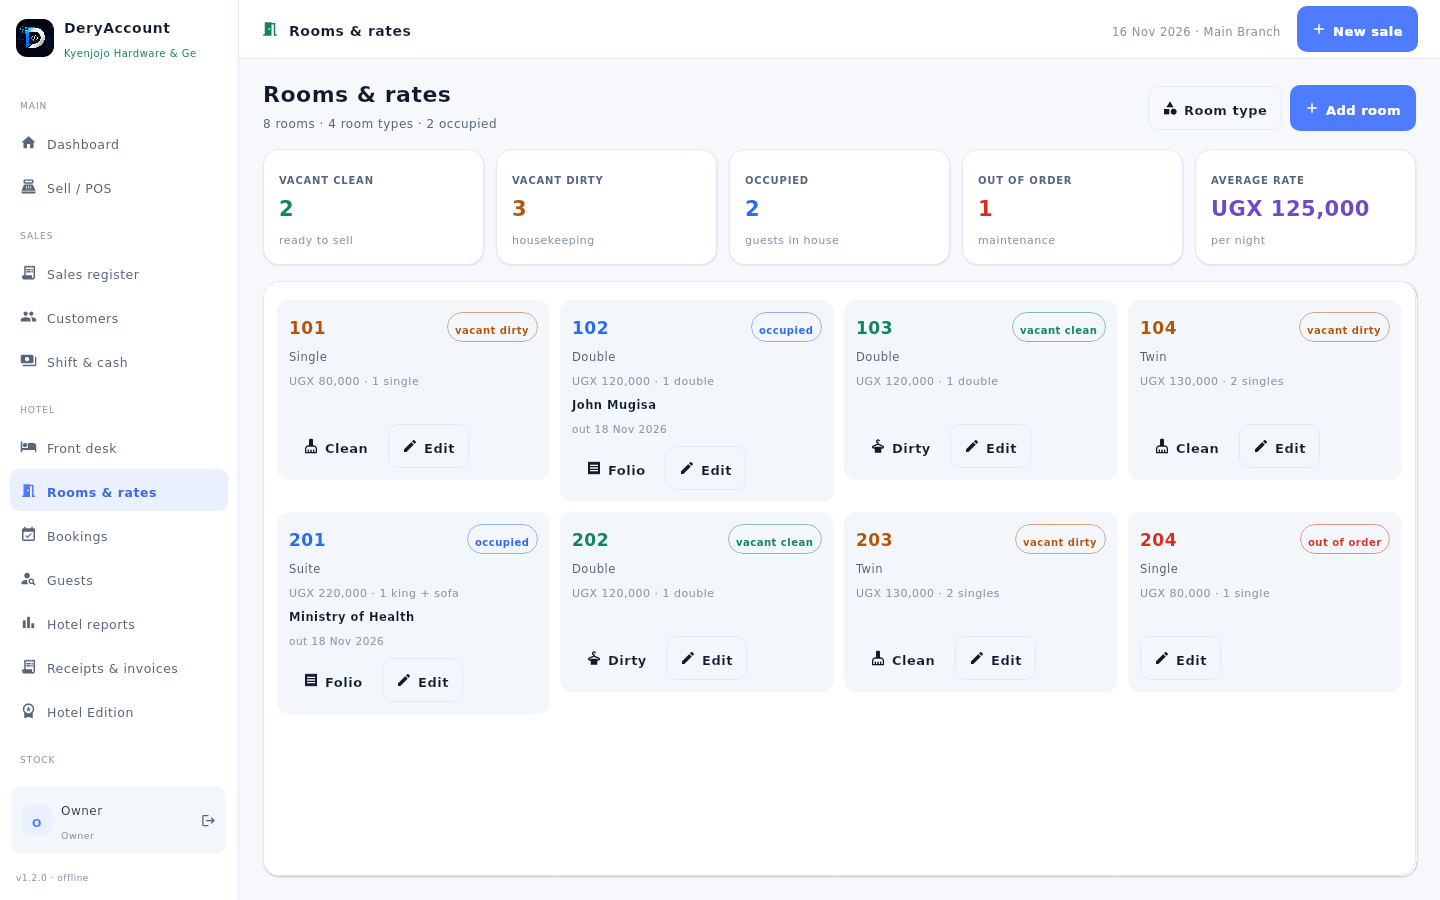 DeryAccount
Kyenjojo Hardware & Ge
MAIN
Dashboard
Sell / POS
SALES
Sales register
Customers
Shift & cash
HOTEL
Front desk
Rooms & rates
Bookings
Guests
Hotel reports
Receipts & invoices
Hotel Edition
STOCK
O
Owner
Owner
v1.2.0 · offline
Rooms & rates
16 Nov 2026 · Main Branch
New sale
Rooms & rates
8 rooms · 4 room types · 2 occupied
Room type
Add room
VACANT CLEAN
2
ready to sell
VACANT DIRTY
3
housekeeping
OCCUPIED
2
guests in house
OUT OF ORDER
1
maintenance
AVERAGE RATE
UGX 125,000
per night
101 vacant dirty
Single
UGX 80,000 · 1 single
Clean Edit
102 occupied
Double
UGX 120,000 · 1 double
John Mugisa
out 18 Nov 2026
Folio Edit
103 vacant clean
Double
UGX 120,000 · 1 double
Dirty Edit
104 vacant dirty
Twin
UGX 130,000 · 2 singles
Clean Edit
201 occupied
Suite
UGX 220,000 · 1 king + sofa
Ministry of Health
out 18 Nov 2026
Folio Edit
202 vacant clean
Double
UGX 120,000 · 1 double
Dirty Edit
203 vacant dirty
Twin
UGX 130,000 · 2 singles
Clean Edit
204 out of order
Single
UGX 80,000 · 1 single
Edit